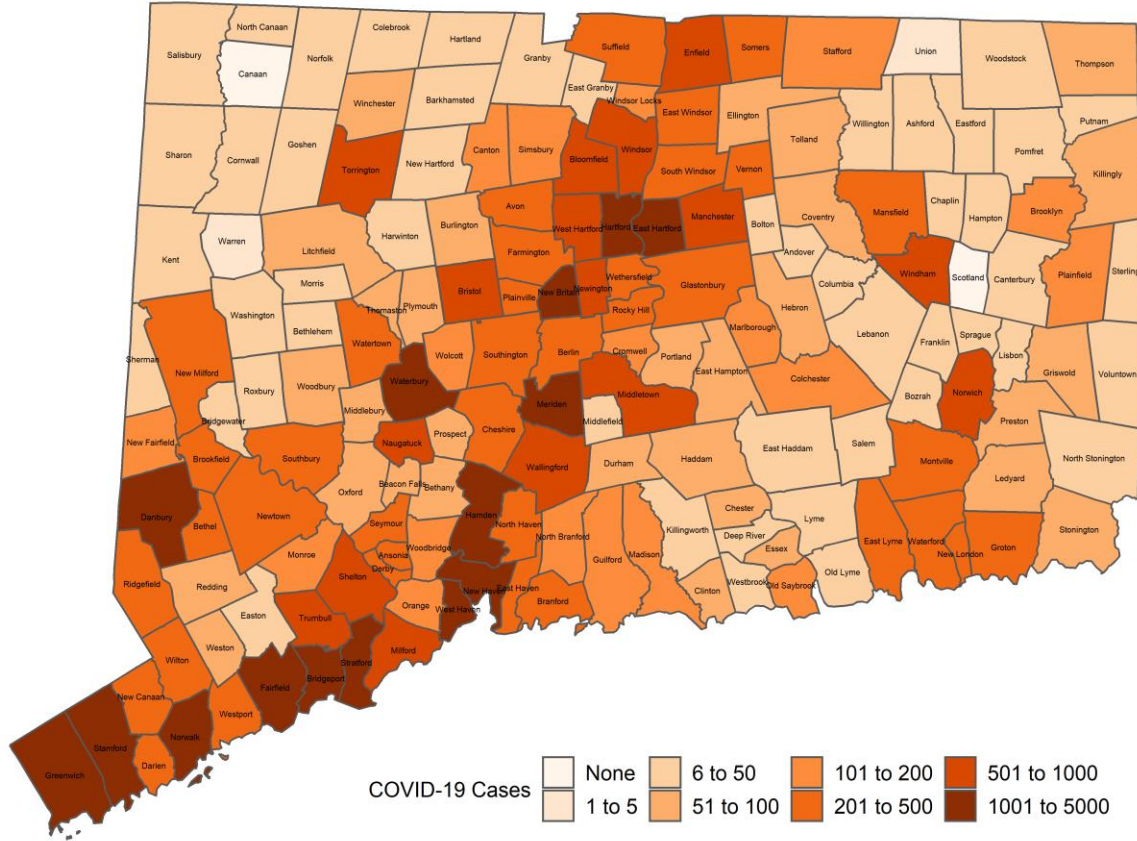 North Canaan
Colebrook
Hartland
Salisbury
Canaan
Norfolk
Granby
Suffield
Enfield
Somers
Stafford
Union
Woodstock
Thompson
East Granby
Windsor Locks
Winchester
Barkhamsted
East Windsor
Ellington
Willington
Ashford
Eastford
Putnam
Sharon
Cornwall
Goshen
Torrington
New Hartford
Canton
Simsbury
Bloomfield
Windsor
South Windsor
Vernon
Tolland
Pomfret
Killingly
Kent
Warren
Litchfield
Harwinton
Burlington
Avon
West Hartford
Hartford
East Hartford
Manchester
Bolton
Coventry
Mansfield
Chaplin
Hampton
Brooklyn
Andover
Farmington
Morris
Washington
Bethlehem
Thomaston
Plymouth
Bristol
Plainville
New Britain
Newington
Wethersfield
Glastonbury
Rocky Hill
Hebron
Columbia
Windham
Scotland
Canterbury
Plainfield
Sterling
Sherman
New Milford
Roxbury
Woodbury
Watertown
Wolcott
Southington
Berlin
Cromwell
Portland
Marlborough
East Hampton
Colchester
Lebanon
Franklin
Sprague
Lisbon
Griswold
Voluntown
Bridgewater
Middlebury
Waterbury
Cheshire
Meriden
Middlefield
Middletown
Bozrah
Norwich
Preston
New Fairfield
Brookfield
Southbury
Naugatuck
Prospect
Wallingford
Durham
Haddam
East Haddam
Salem
Montville
Ledyard
North Stonington
Danbury
Bethel
Newtown
Oxford
Beacon Falls
Bethany
Hamden
North Haven
North Branford
Guilford
Madison
Killingworth
Chester
Deep River
Essex
Lyme
East Lyme
Waterford
New London
Groton
Stonington
Ridgefield
Redding
Monroe
Seymour
Ansonia
Derby
Woodbridge
Shelton
Orange
West Haven
New Haven
East Haven
Branford
Clinton
Westbrook
Old Saybrook
Old Lyme
Easton
Weston
Wilton
Trumbull
Stratford
Milford
New Canaan
Westport
Fairfield
Bridgeport
Greenwich
Stamford
Darien
Norwalk
COVID-19 Cases
None
6 to 50
101 to 200
501 to 1000
1 to 5
51 to 100
201 to 500
1001 to 5000